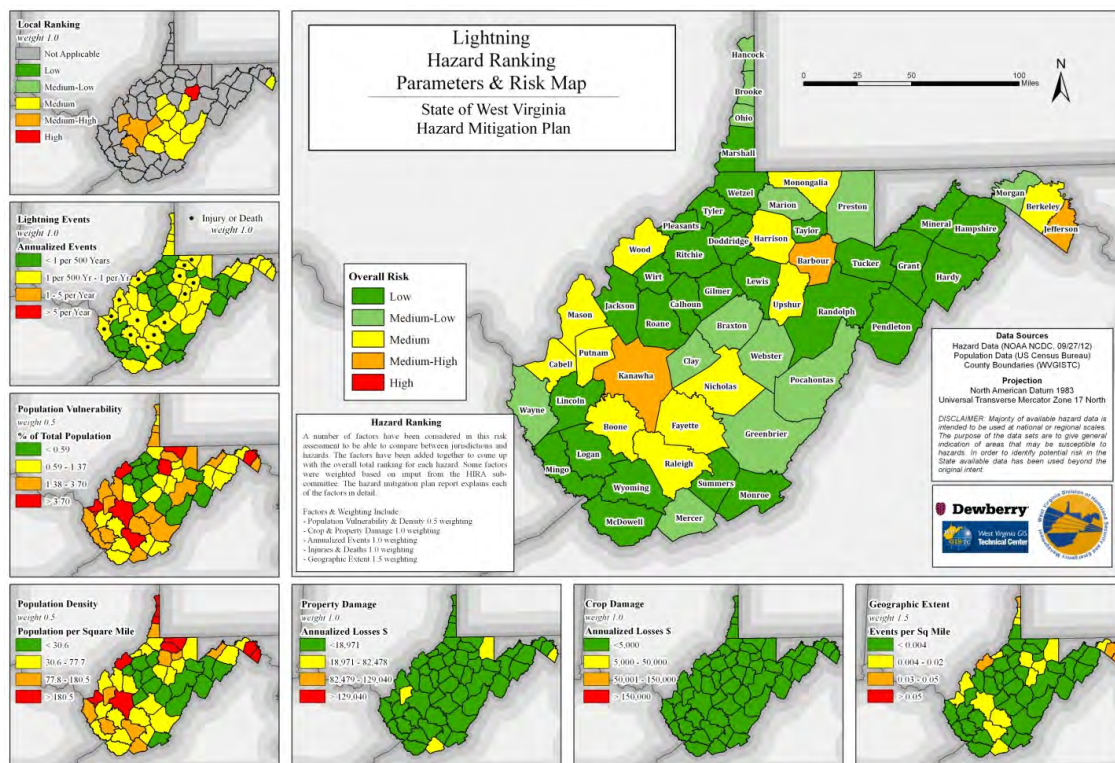 Local Ranking
weight 1.0
Not Applicable
Low
Medium-Low
Medium
Medium-High
High
Lightning Events
weight 1.0
Injury or Death
weight 1.0
Annualized Events
< 1 per 500 Years
1 per 500 Yr - 1 per Yr
1 - 5 per Year
> 5 per Year
Population Vulnerability
weight 0.5
% of Total Population
< 0.59
0.59 - 1.37
1.38 - 3.70
> 3.70
Population Density
weight 0.5
Population per Square Mile
< 30.6
30.6 - 77.7
77.8 - 180.5
> 180.5
Lightning
Hazard Ranking
Parameters & Risk Map
State of West Virginia
Hazard Mitigation Plan
0 25 50 100
Miles
N
Hancock
Brooke
Ohio
Marshall
Wetzel
Monongalia
Marion
Preston
Morgan
Berkeley
Jefferson
Tyler
Pleasants
Doddridge
Harrison
Taylor
Mineral
Hampshire
Wood
Ritchie
Barbour
Tucker
Grant
Hardy
Wirt
Lewis
Gilmer
Upshur
Randolph
Pendleton
Mason
Jackson
Calhoun
Roane
Braxton
Webster
Pocahontas
Cabell
Putnam
Kanawha
Clay
Nicholas
Wayne
Lincoln
Boone
Fayette
Greenbrier
Logan
Raleigh
Mingo
Wyoming
Summers
Monroe
McDowell
Mercer
Overall Risk
Low
Medium-Low
Medium
Medium-High
High
Hazard Ranking
A number of factors have been considered in this risk
assessment to be able to compare between jurisdictions and
hazards. The factors have been added together to come up
with the overall total ranking for each hazard. Some factors
were weighted based on input from the HIRA sub-
committee. The hazard mitigation plan report explains each
of the factors in detail.
Factors & Weighting Include:
- Population Vulnerability & Density 0.5 weighting
- Crop & Property Damage 1.0 weighting
- Annualized Events 1.0 weighting
- Injuries & Deaths 1.0 weighting
- Geographic Extent 1.5 weighting
Data Sources
Hazard Data (NOAA NCDC, 09/27/12)
Population Data (US Census Bureau)
County Boundaries (WVGISTC)
Projection
North American Datum 1983
Universal Transverse Mercator Zone 17 North
DISCLAIMER: Majority of available hazard data is
intended to be used at national or regional scales.
The purpose of the data sets are to give general
indication of areas that may be susceptible to
hazards. In order to identify potential risk in the
State available data has been used beyond the
original intent.
Dewberry
West Virginia GIS
Technical Center
West Virginia Division of Homeland Security and Emergency Management
Property Damage
weight 1.0
Annualized Losses $
<18,971
18,971 - 82,478
82,479 - 129,040
> 129,040
Crop Damage
weight 1.0
Annualized Losses $
<5,000
5,000 - 50,000
50,001 - 150,000
> 150,000
Geographic Extent
weight 1.5
Events per Sq Mile
< 0.004
0.004 - 0.02
0.03 - 0.05
> 0.05